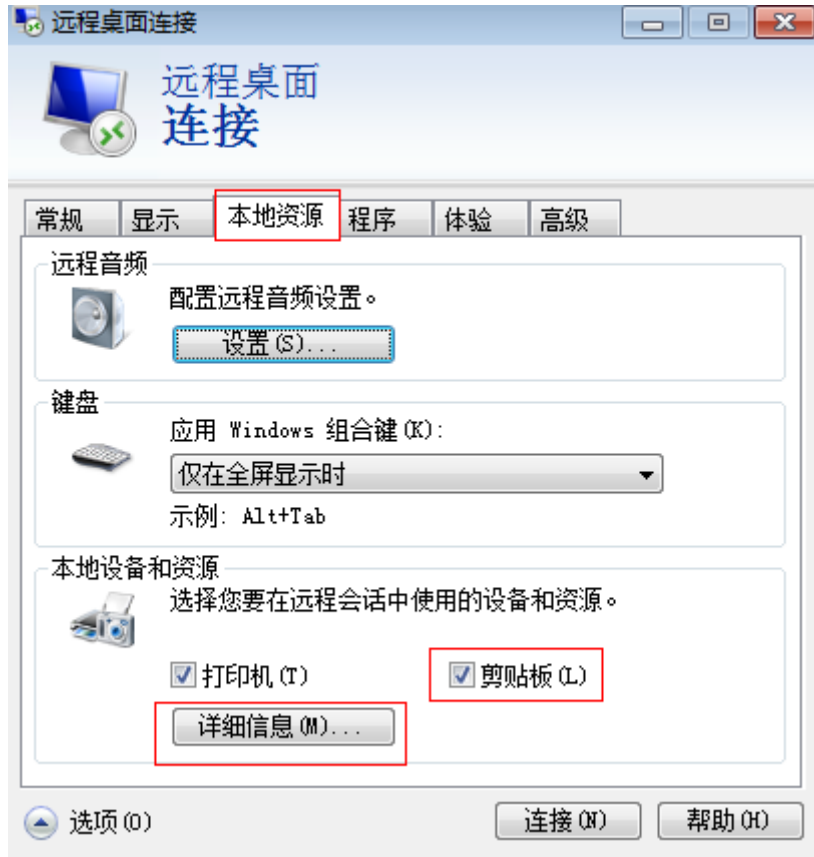 远程桌面连接
远程桌面
连接
常规 显示 本地资源 程序 体验 高级
远程音频
配置远程音频设置。
设置(S)...
键盘
应用 Windows 组合键(K):
仅在全屏显示时
示例: Alt+Tab
本地设备和资源
选择您要在远程会话中使用的设备和资源。
打印机(T) 剪贴板(L)
详细信息(M)...
选项(O) 连接(N) 帮助(H)